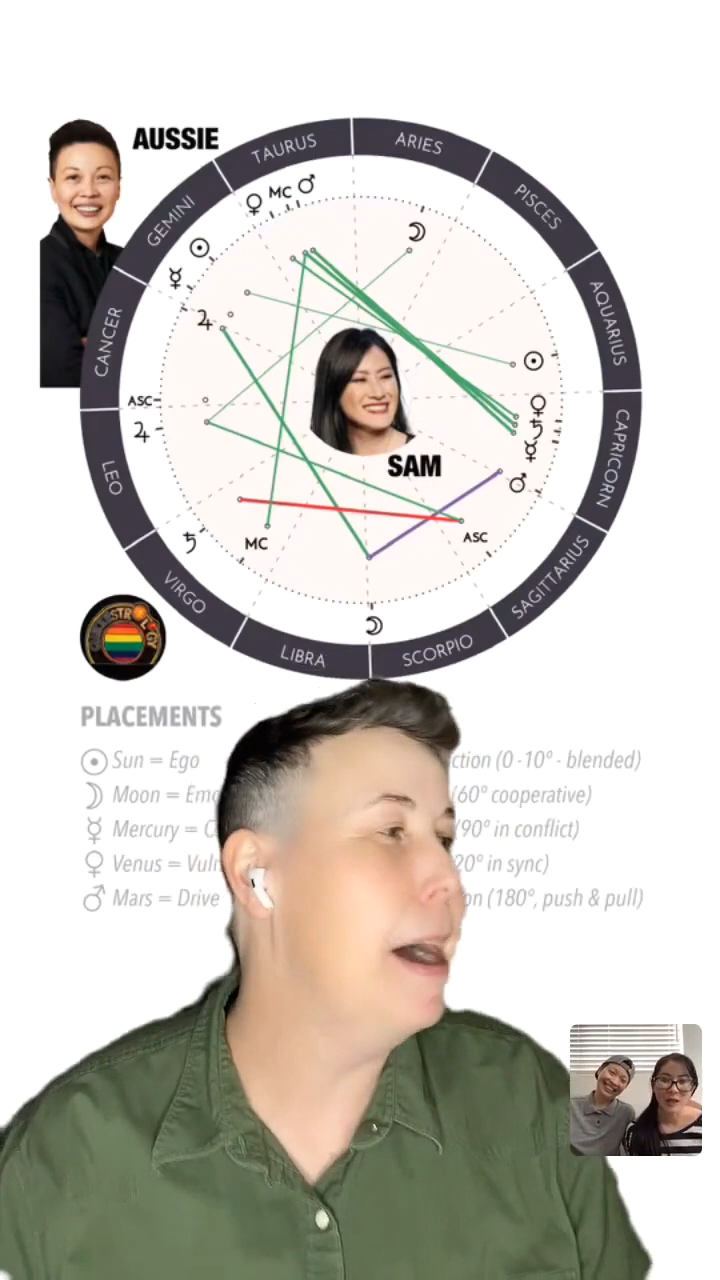 AUSSIE
TAURUS
ARIES
GEMINI
PISCES
MC
CANCER
AQUARIUS
ASC
SAM
CAPRICORN
LEO
MC
ASC
VIRGO
SAGITTARIUS
LIBRA
SCORPIO
PLACEMENTS
Sun = Ego
ction (0-10° - blended)
Moon = Emo
(60° cooperative)
Mercury = C
(90° in conflict)
Venus = Vuln
20° in sync)
Mars = Drive
on (180°, push & pull)